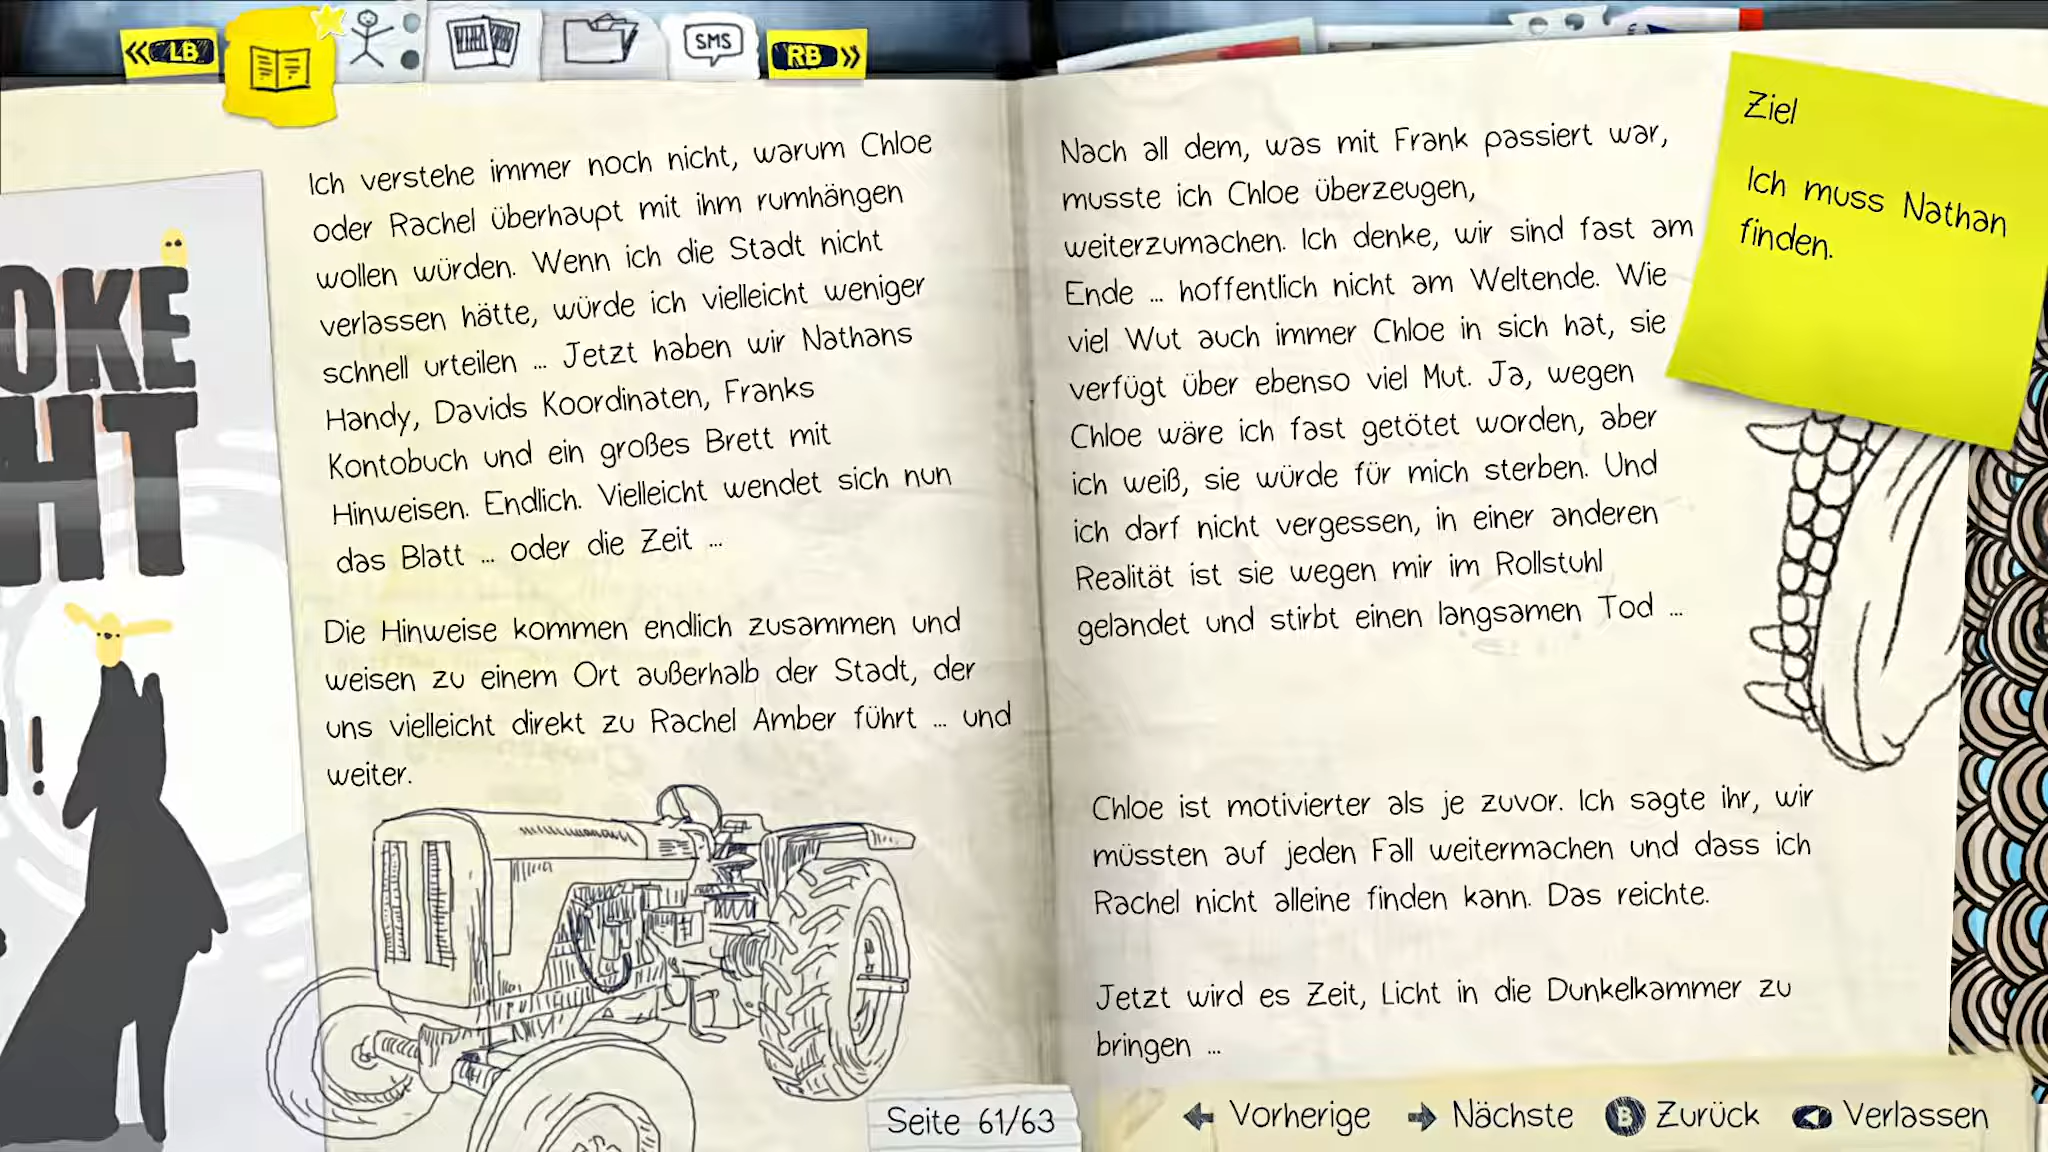 LB
SMS
RB
OKE
HT
!
Ich verstehe immer noch nicht, warum Chloe
oder Rachel überhaupt mit ihm rumhängen
wollen würden. Wenn ich die Stadt nicht
verlassen hätte, würde ich vielleicht weniger
schnell urteilen ... Jetzt haben wir Nathans
Handy, Davids Koordinaten, Franks
Kontobuch und ein großes Brett mit
Hinweisen. Endlich. Vielleicht wendet sich nun
das Blatt ... oder die Zeit ...
Die Hinweise kommen endlich zusammen und
weisen zu einem Ort außerhalb der Stadt, der
uns vielleicht direkt zu Rachel Amber führt ... und
weiter.
Nach all dem, was mit Frank passiert war,
musste ich Chloe überzeugen,
weiterzumachen. Ich denke, wir sind fast am
Ende ... hoffentlich nicht am Weltende. Wie
viel Wut auch immer Chloe in sich hat, sie
verfügt über ebenso viel Mut. Ja, wegen
Chloe wäre ich fast getötet worden, aber
ich weiß, sie würde für mich sterben. Und
ich darf nicht vergessen, in einer anderen
Realität ist sie wegen mir im Rollstuhl
gelandet und stirbt einen langsamen Tod ...
Chloe ist motivierter als je zuvor. Ich sagte ihr, wir
müssten auf jeden Fall weitermachen und dass ich
Rachel nicht alleine finden kann. Das reichte.
Jetzt wird es Zeit, Licht in die Dunkelkammer zu
bringen ...
Ziel
Ich muss Nathan
finden.
Seite 61/63
Vorherige
Nächste
B Zurück
Verlassen